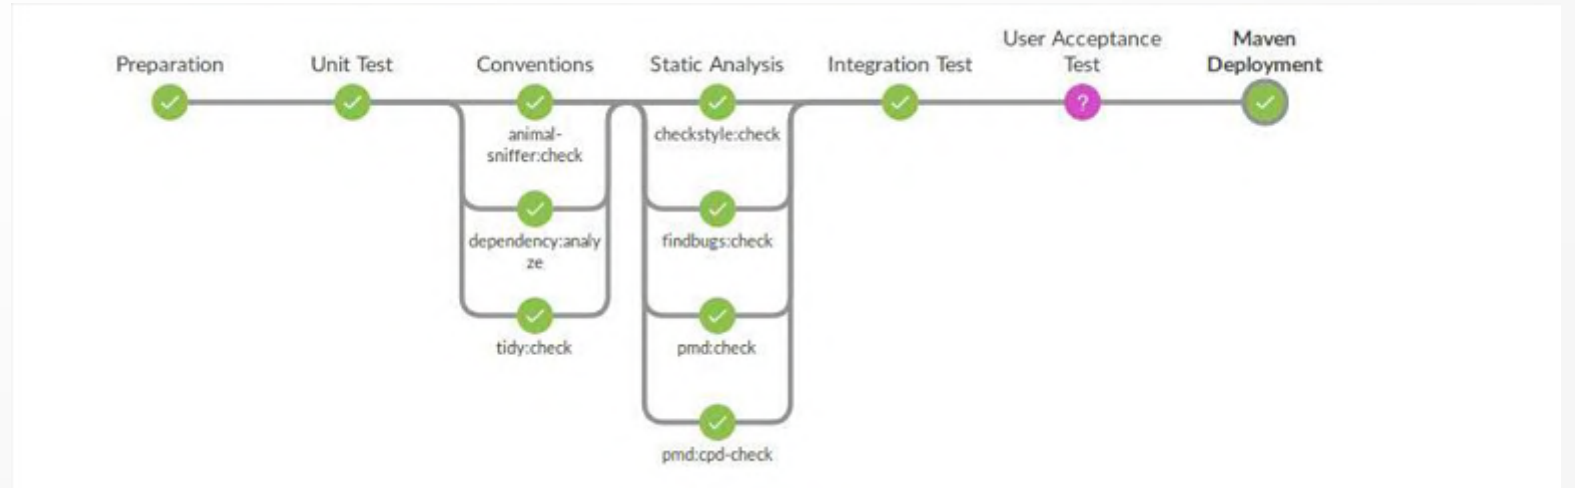 Preparation
Unit Test
Conventions
Static Analysis
Integration Test
User Acceptance
Test
Maven
Deployment
?
animal-
sniffer:check
dependency:analy
ze
tidy:check
checkstyle:check
findbugs:check
pmd:check
pmd:cpd-check